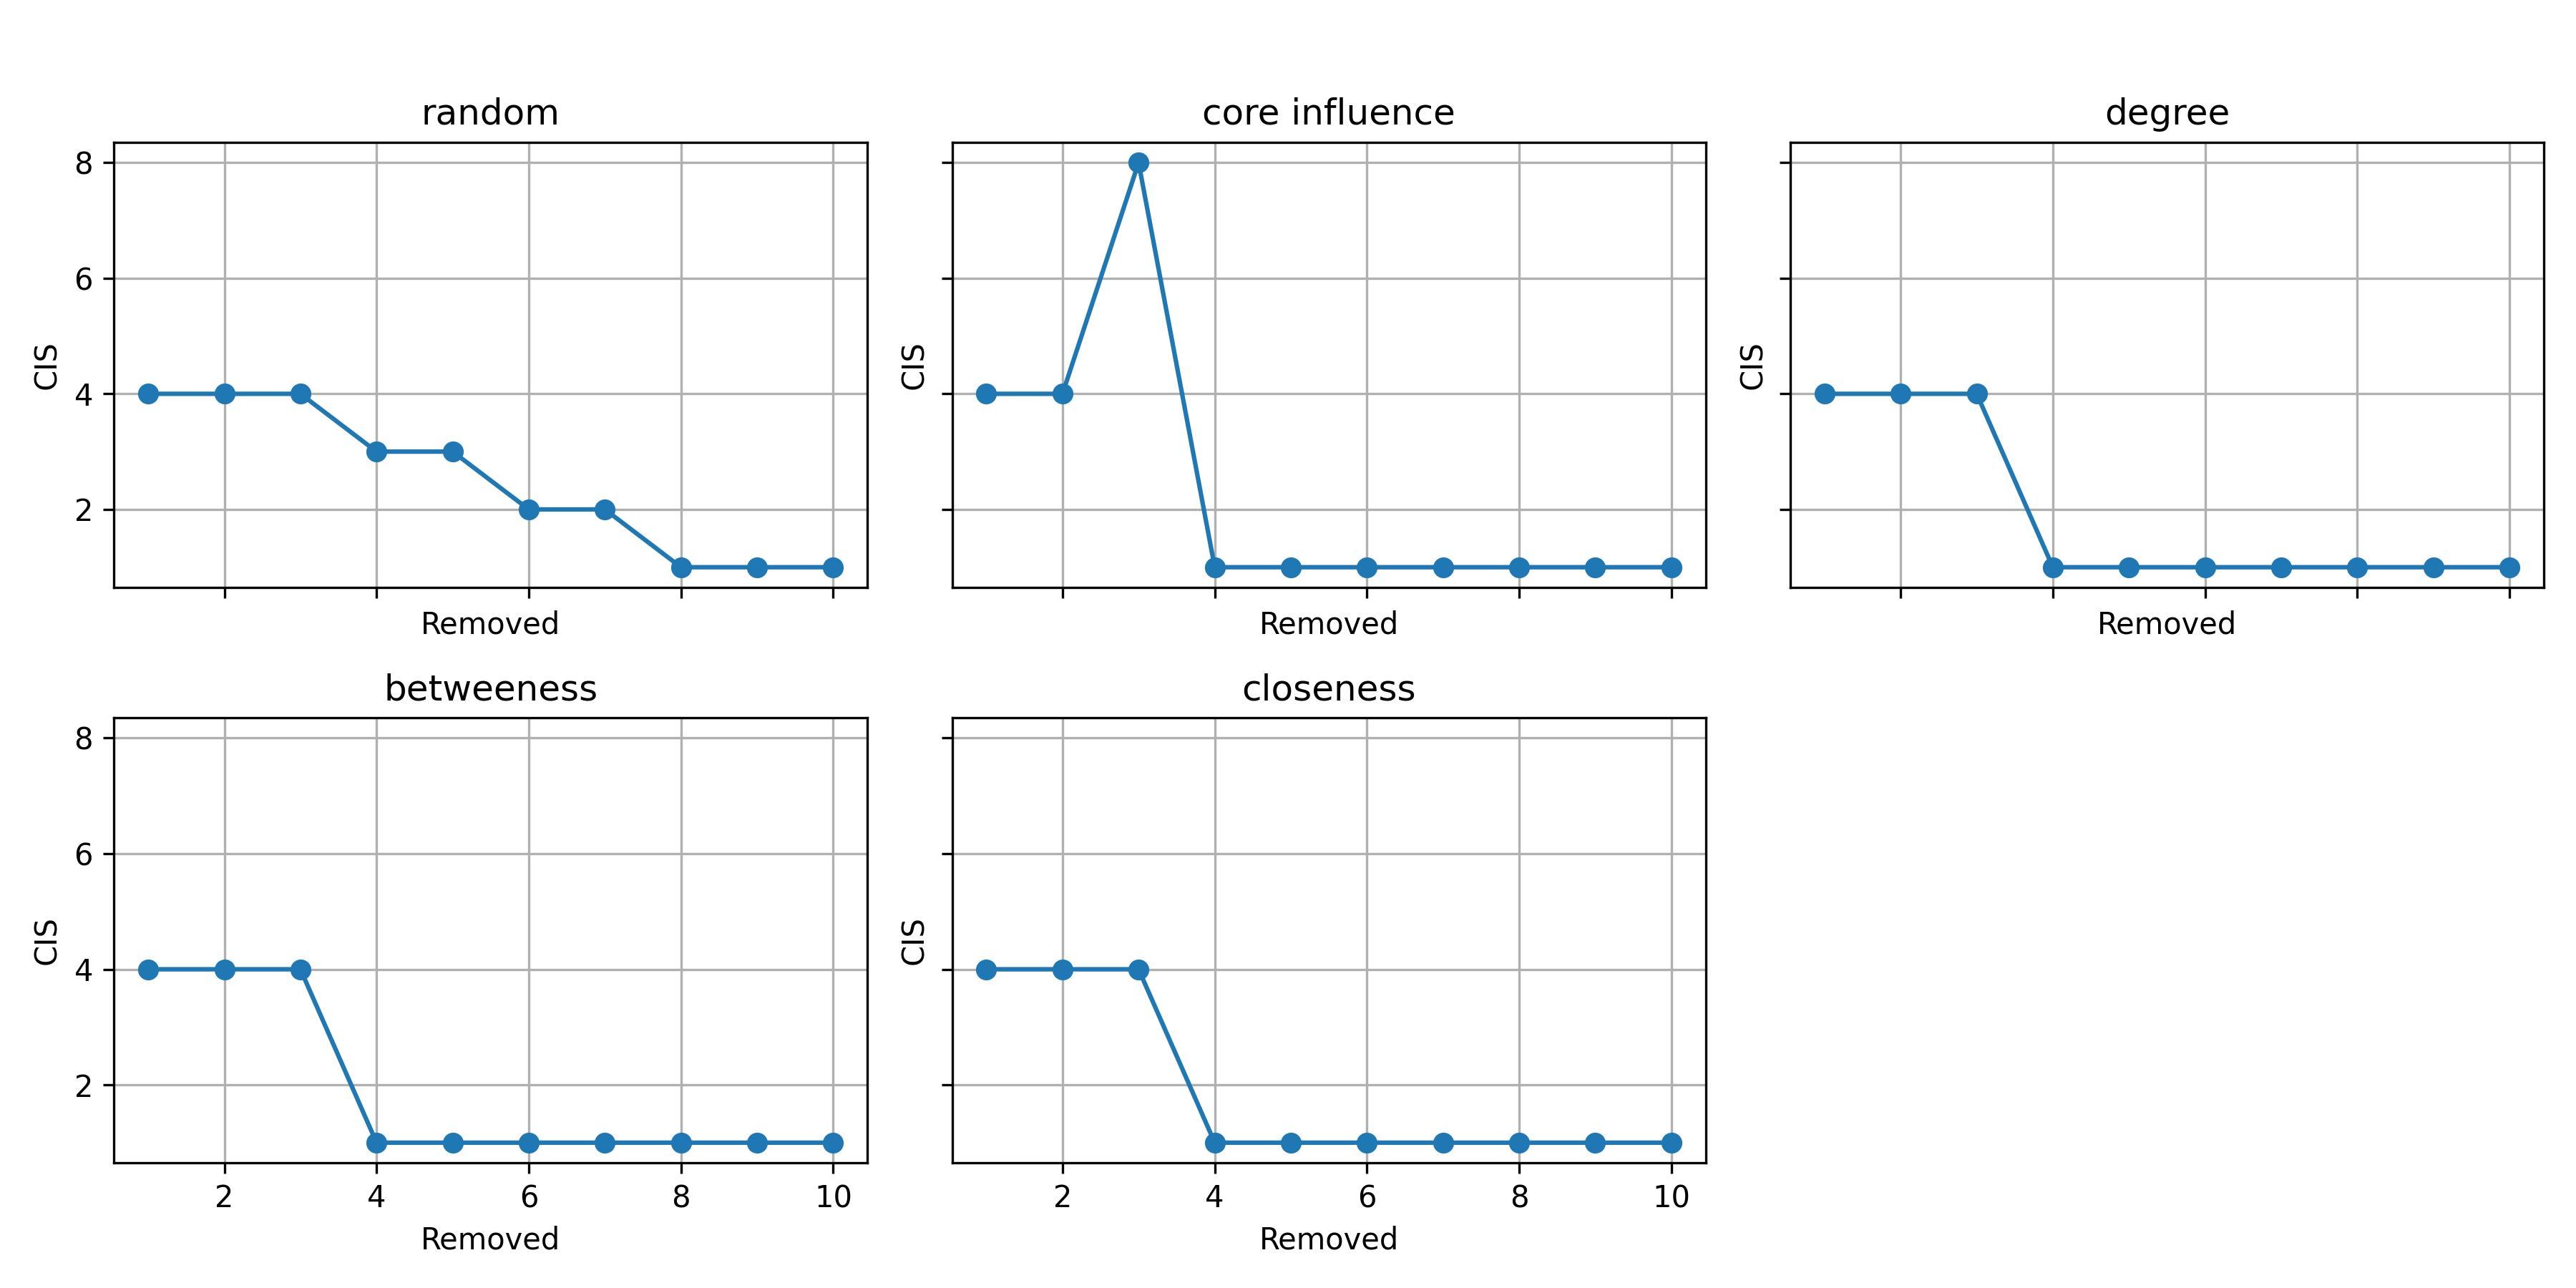 random
core influence
degree
8
6
4
2
CIS
CIS
CIS
Removed
Removed
Removed
betweeness
closeness
8
6
4
2
CIS
CIS
2 4 6 8 10
2 4 6 8 10
Removed
Removed